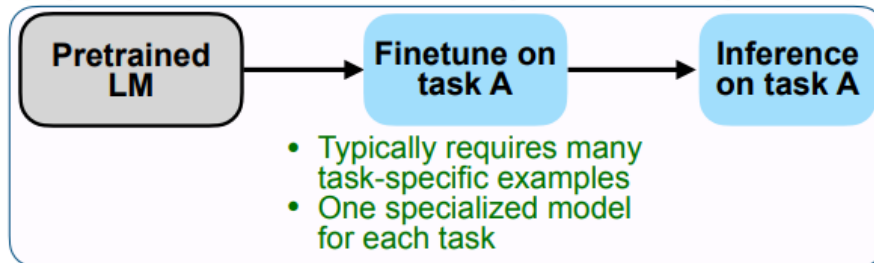 Pretrained
LM
Finetune on
task A
Inference
on task A
• Typically requires many
task-specific examples
• One specialized model
for each task